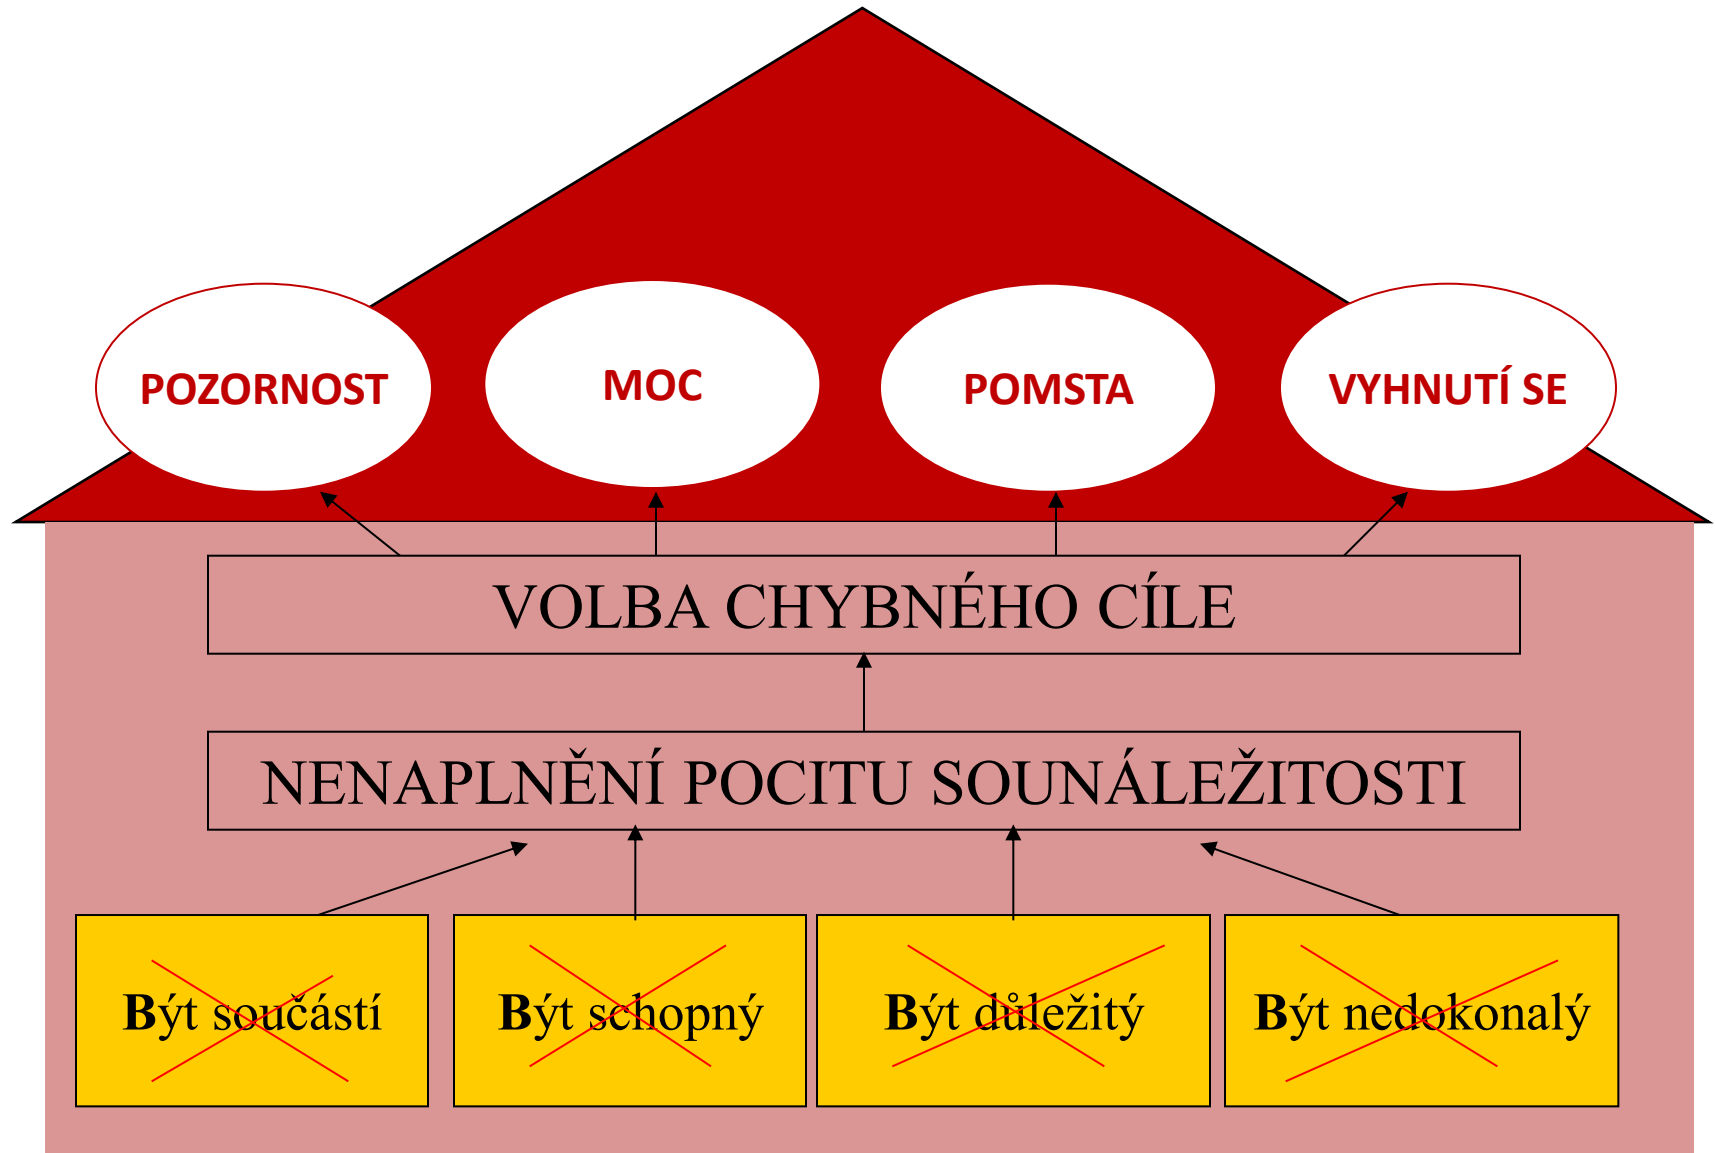 POZORNOST
MOC
POMSTA
VYHNUTÍ SE
VOLBA CHYBNÉHO CÍLE
NENAPLNĚNÍ POCITU SOUNÁLEŽITOSTI
Být součástí
Být schopný
Být důležitý
Být nedokonalý